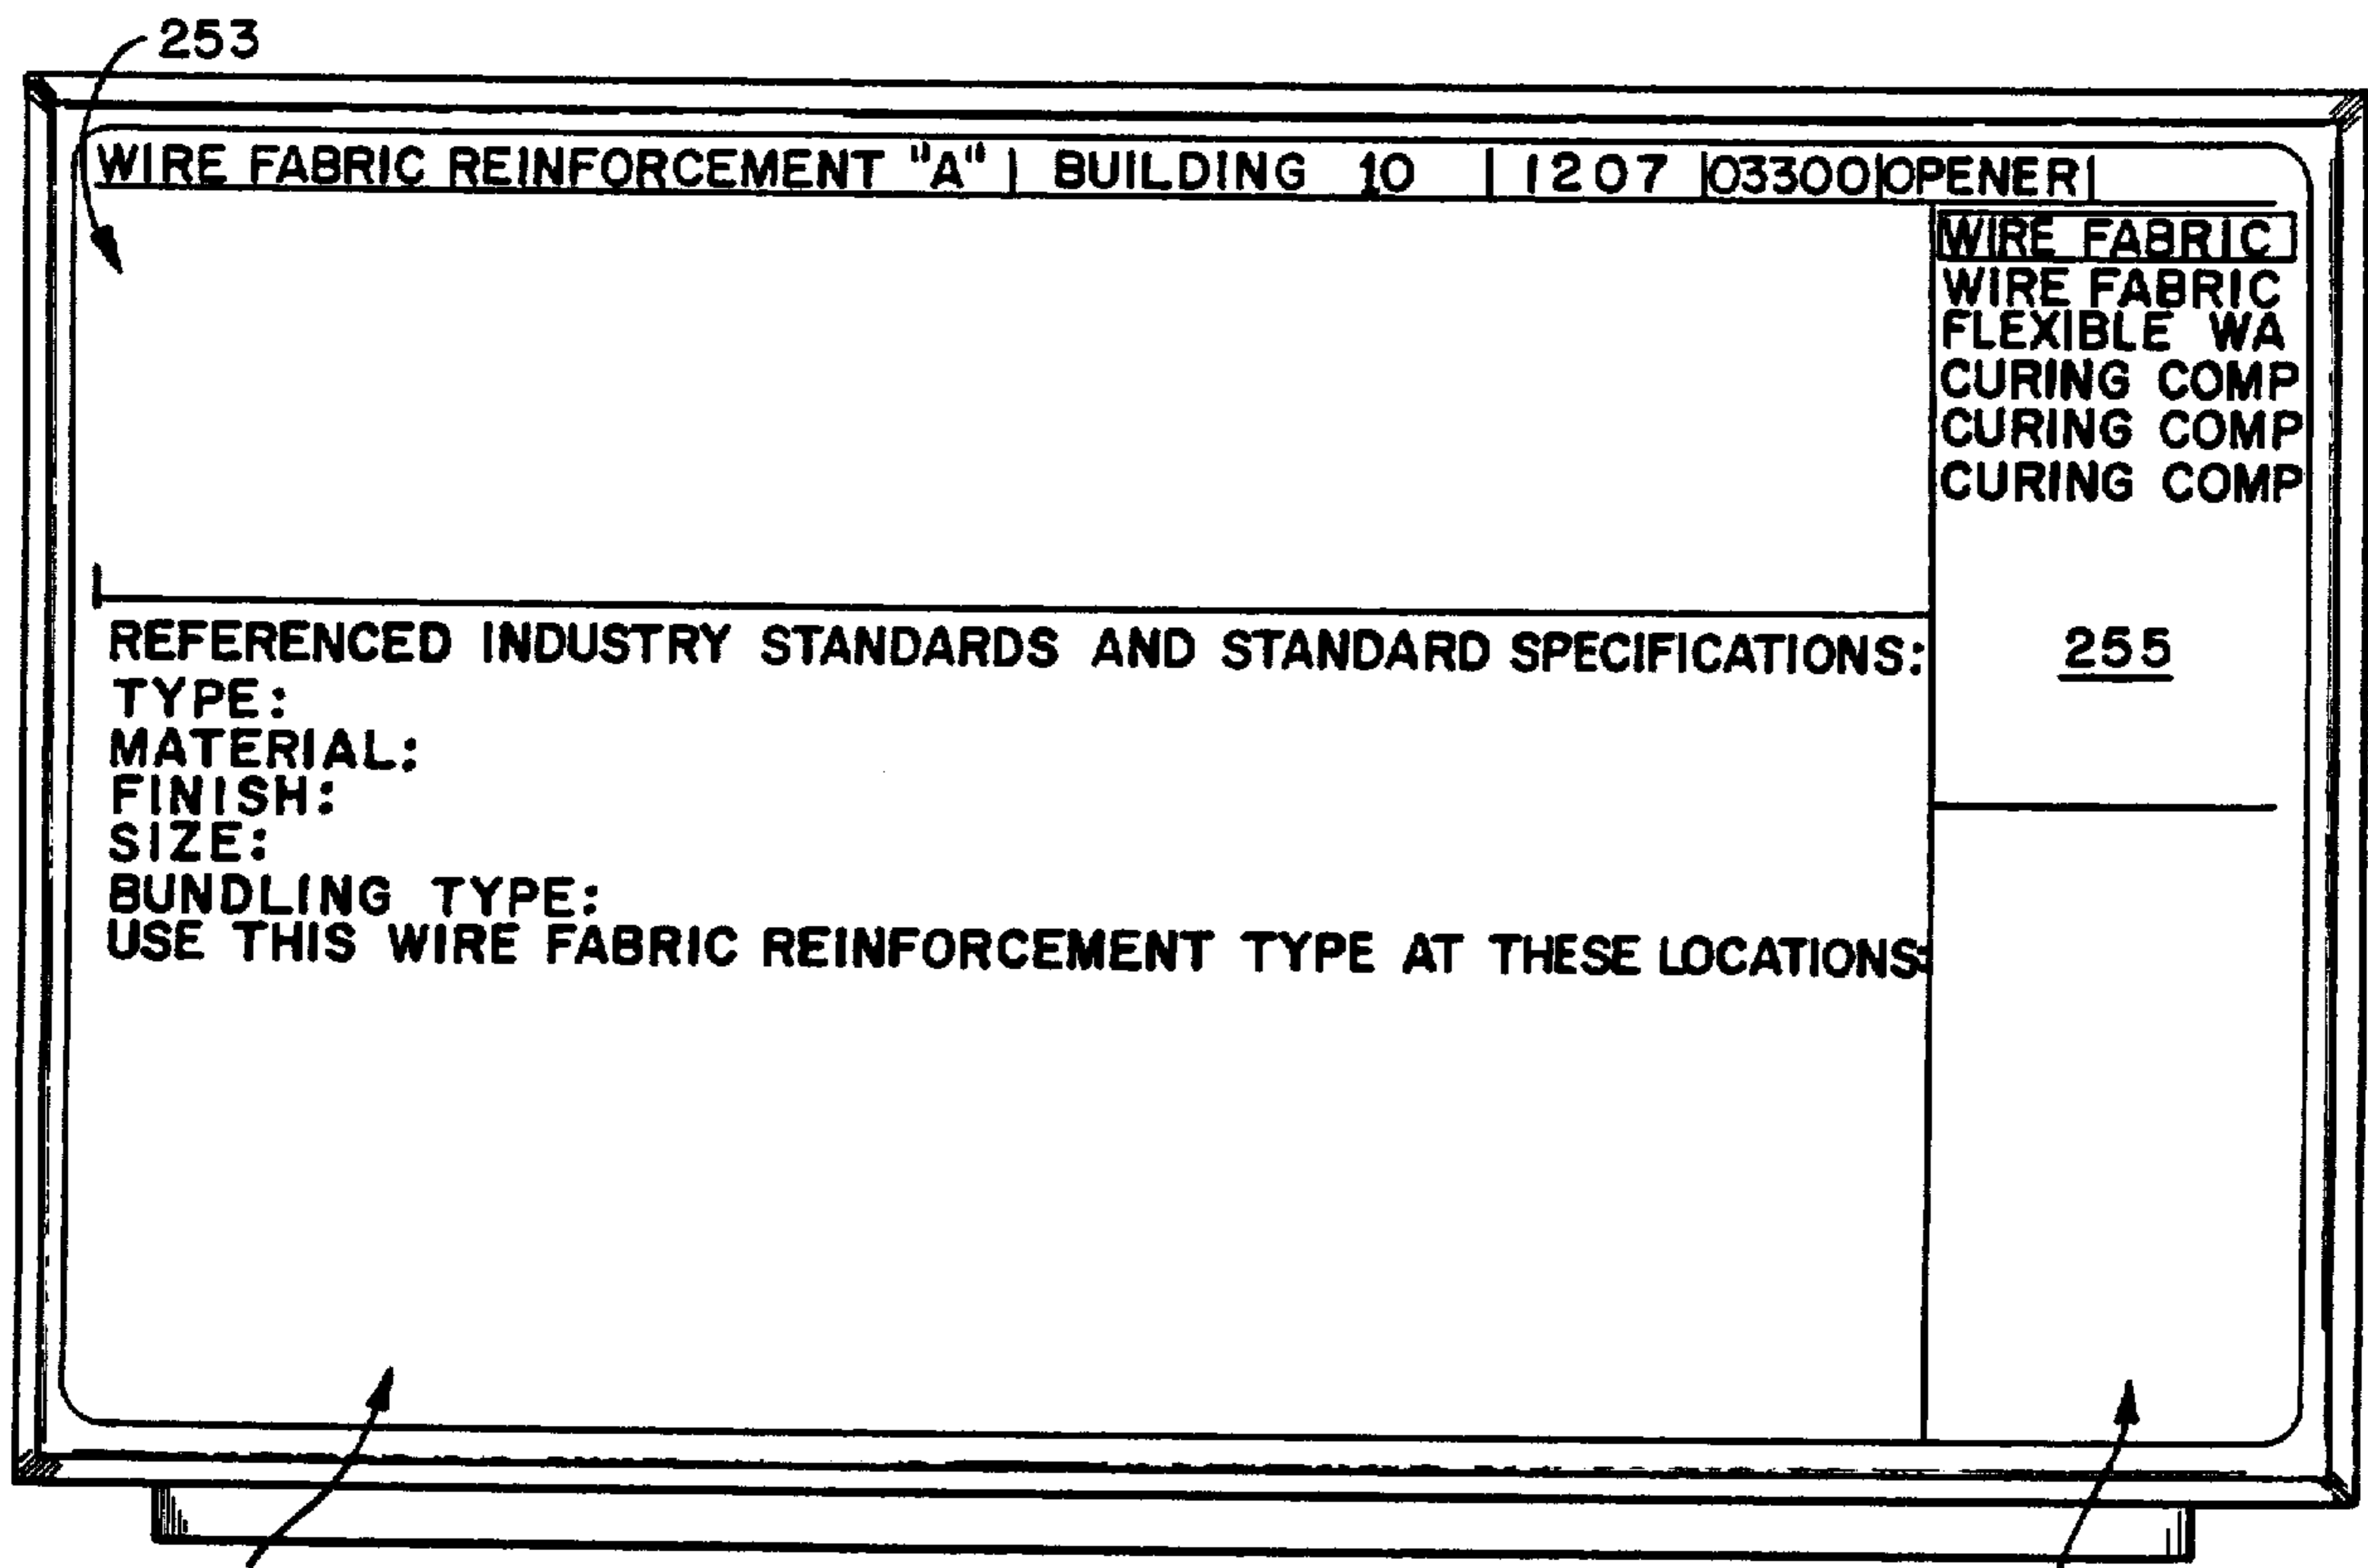 253
WIRE FABRIC REINFORCEMENT "A" | BUILDING 10 | 1207 |03300|OPENER|
WIRE FABRIC
WIRE FABRIC
FLEXIBLE WA
CURING COMP
CURING COMP
CURING COMP
REFERENCED INDUSTRY STANDARDS AND STANDARD SPECIFICATIONS:
255
TYPE:
MATERIAL:
FINISH:
SIZE:
BUNDLING TYPE:
USE THIS WIRE FABRIC REINFORCEMENT TYPE AT THESE LOCATIONS: